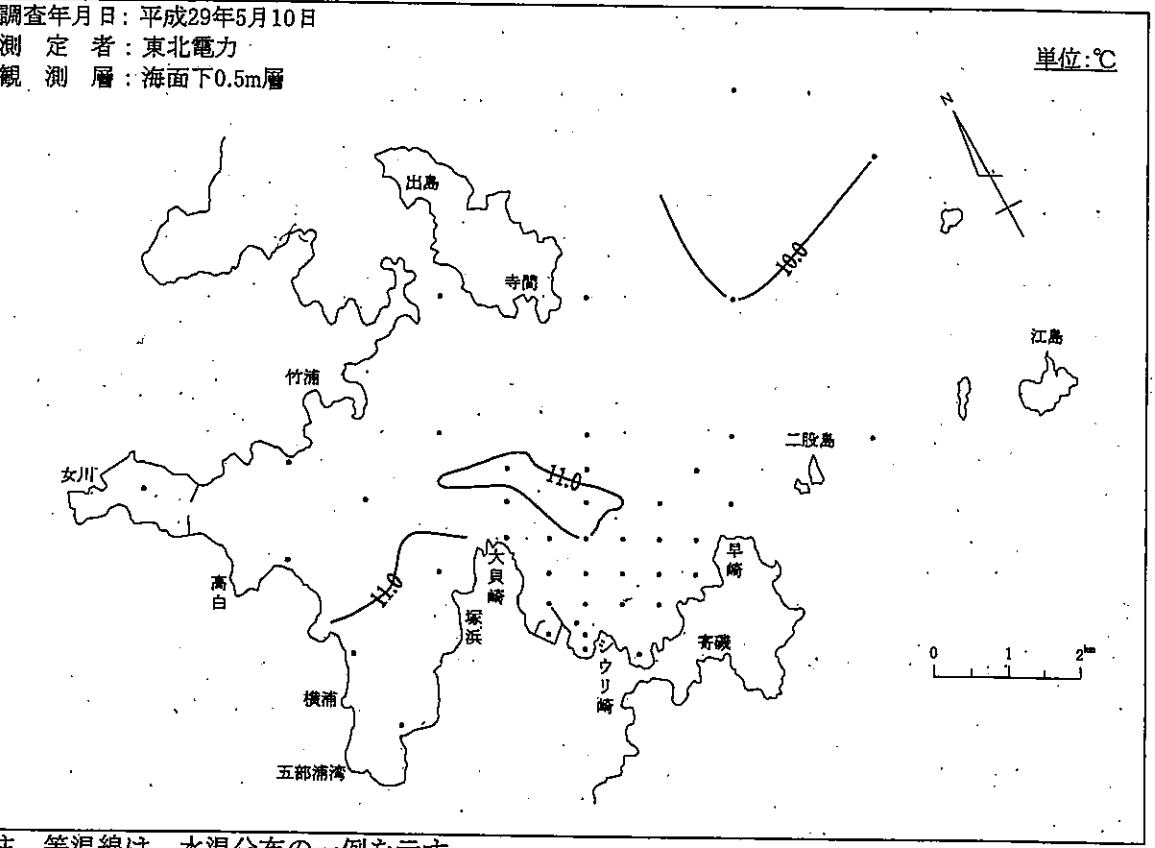 調査年月日：平成29年5月10日
測 定 者：東北電力
観 測 層：海面下0.5m層
単位:℃
N
出島
寺間
10.0
江島
竹浦
二股島
女川
11.0
早崎
大貝崎
高白
11.0
塚浜
寄磯
シウリ崎
0 1 2km
横浦
五部浦湾
注 等温線は、水温分布の一例を示す